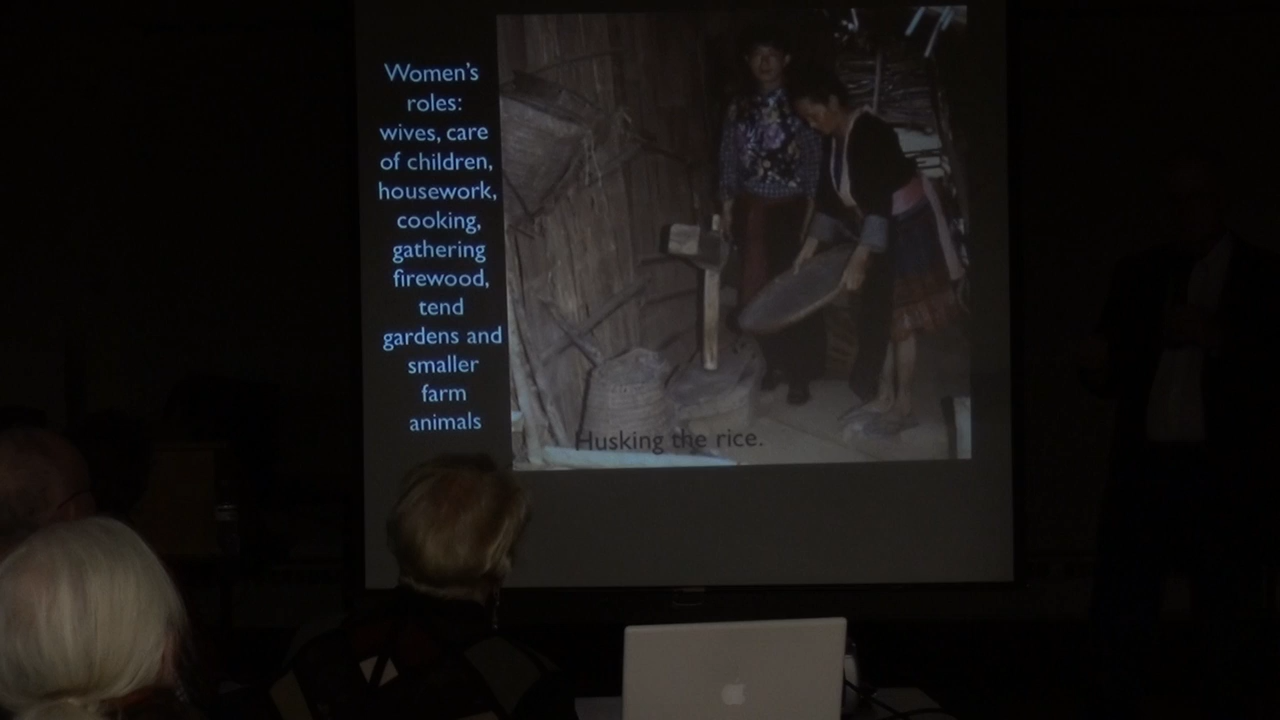 Women's
roles:
wives, care
of children,
housework,
cooking,
gathering
firewood,
tend
gardens and
smaller
farm
animals
Husking the rice.